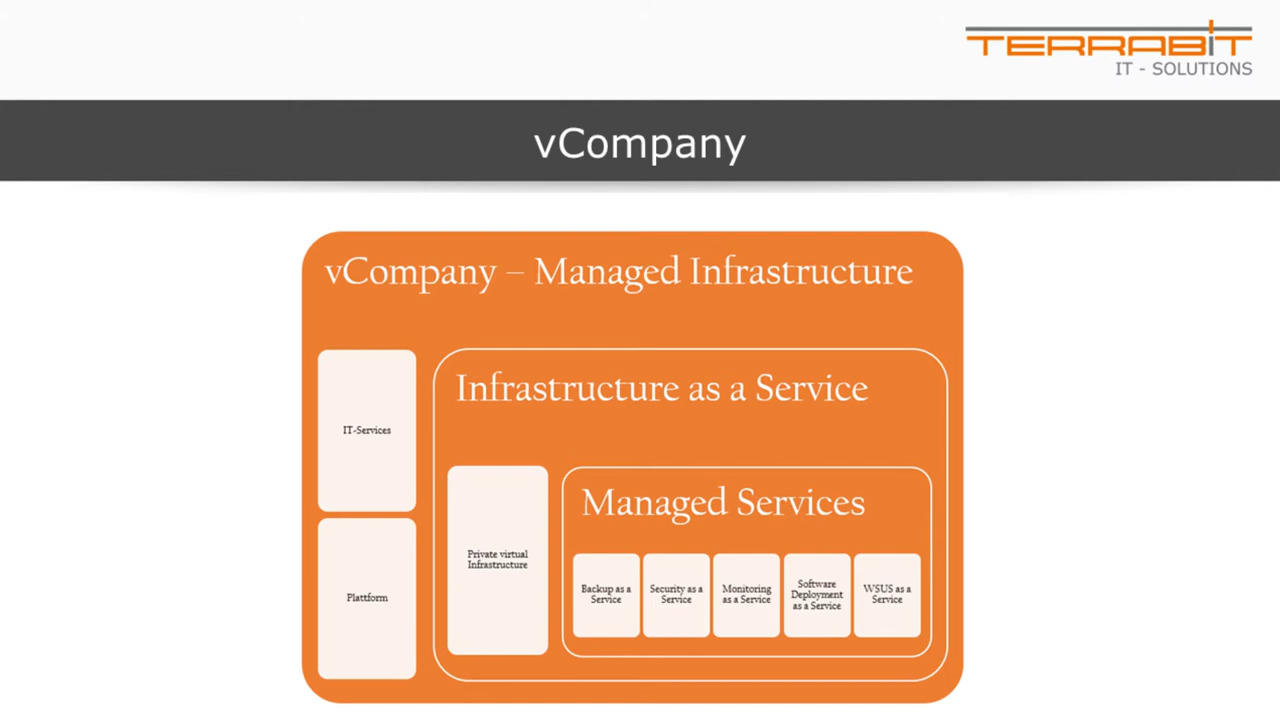 TERRABIT
IT - SOLUTIONS
vCompany
vCompany – Managed Infrastructure
IT-Services
Plattform
Infrastructure as a Service
Private virtual
Infrastructure
Managed Services
Backup as a
Service
Security as a
Service
Monitoring
as a Service
Software
Deployment
as a Service
WSUS as a
Service